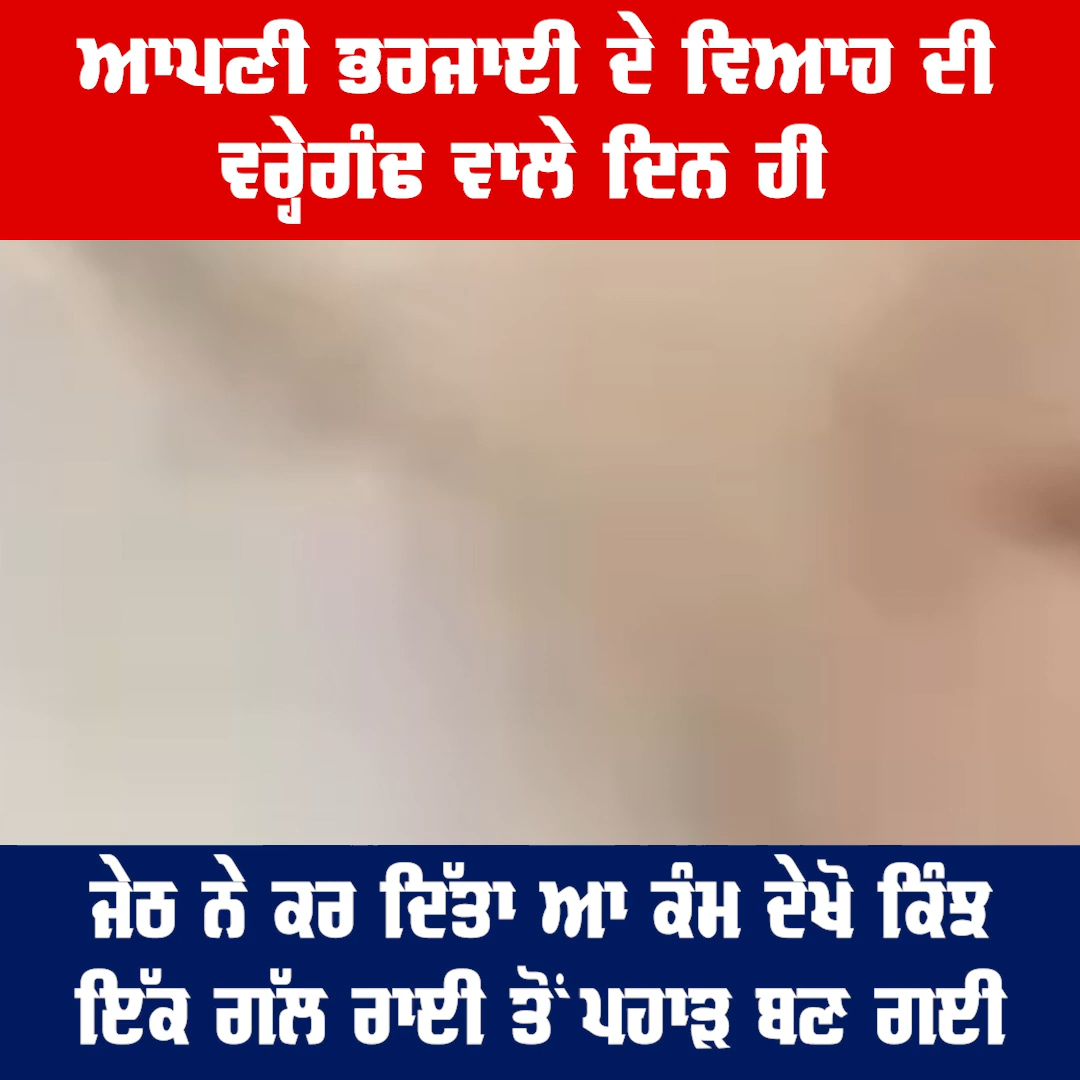 ਆਪਣੀ ਭਰਜਾਈ ਦੇ ਵਿਆਹ ਦੀ
ਵਰ੍ਹੇਗੰਢ ਵਾਲੇ ਦਿਨ ਹੀ
ਜੇਠ ਨੇ ਕਰ ਦਿੱਤਾ ਆ ਕੰਮ ਦੇਖੋ ਕਿੰਝ
ਇੱਕ ਗੱਲ ਰਾਈ ਤੋਂ ਪਹਾੜ ਬਣ ਗਈ